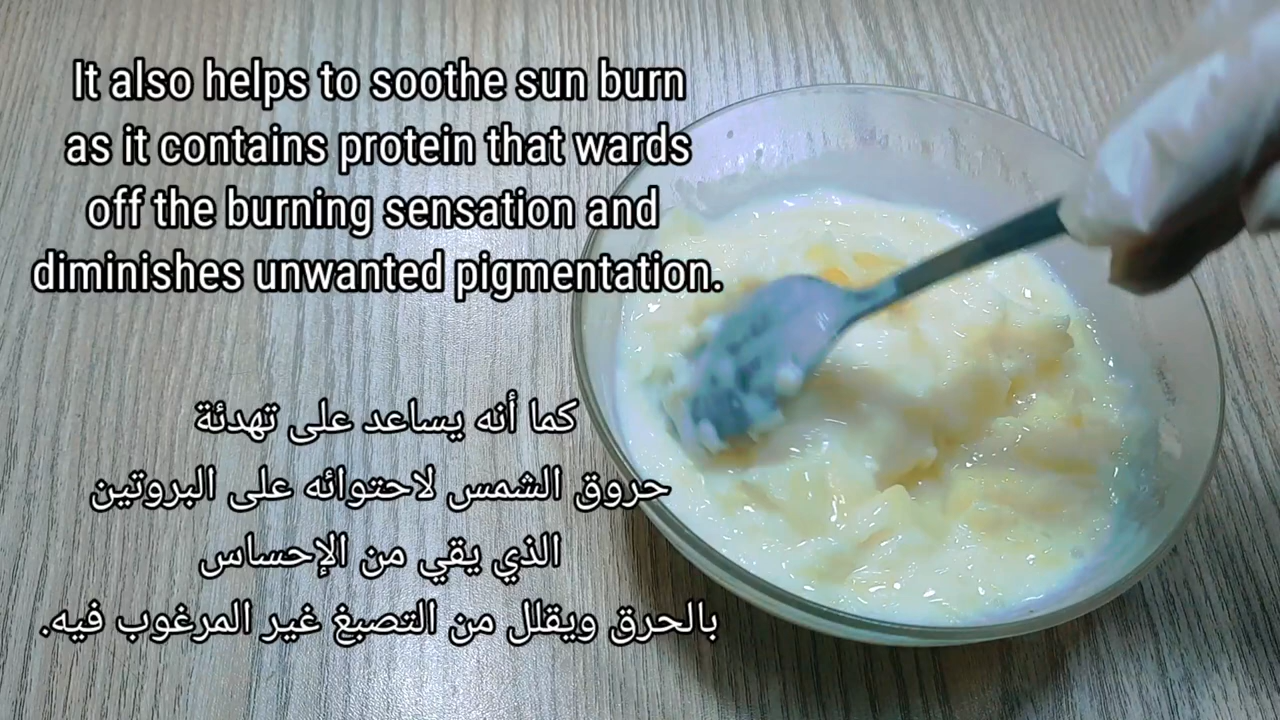 It also helps to soothe sun burn
as it contains protein that wards
off the burning sensation and
diminishes unwanted pigmentation.
كما أنه يساعد على تهدئة
حروق الشمس لاحتوائه على البروتين
الذي يقي من الإحساس
بالحرق ويقلل من التصبغ غير المرغوب فيه.